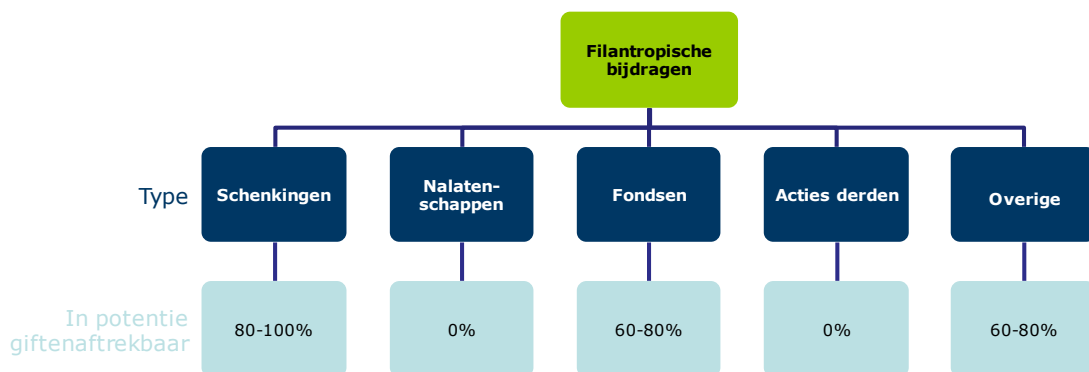 Filantropische
bijdragen
Type
Schenkingen
Nalaten-
schappen
Fondsen
Acties derden
Overige
In potentie
giftenaftrekbaar
80-100%
0%
60-80%
0%
60-80%